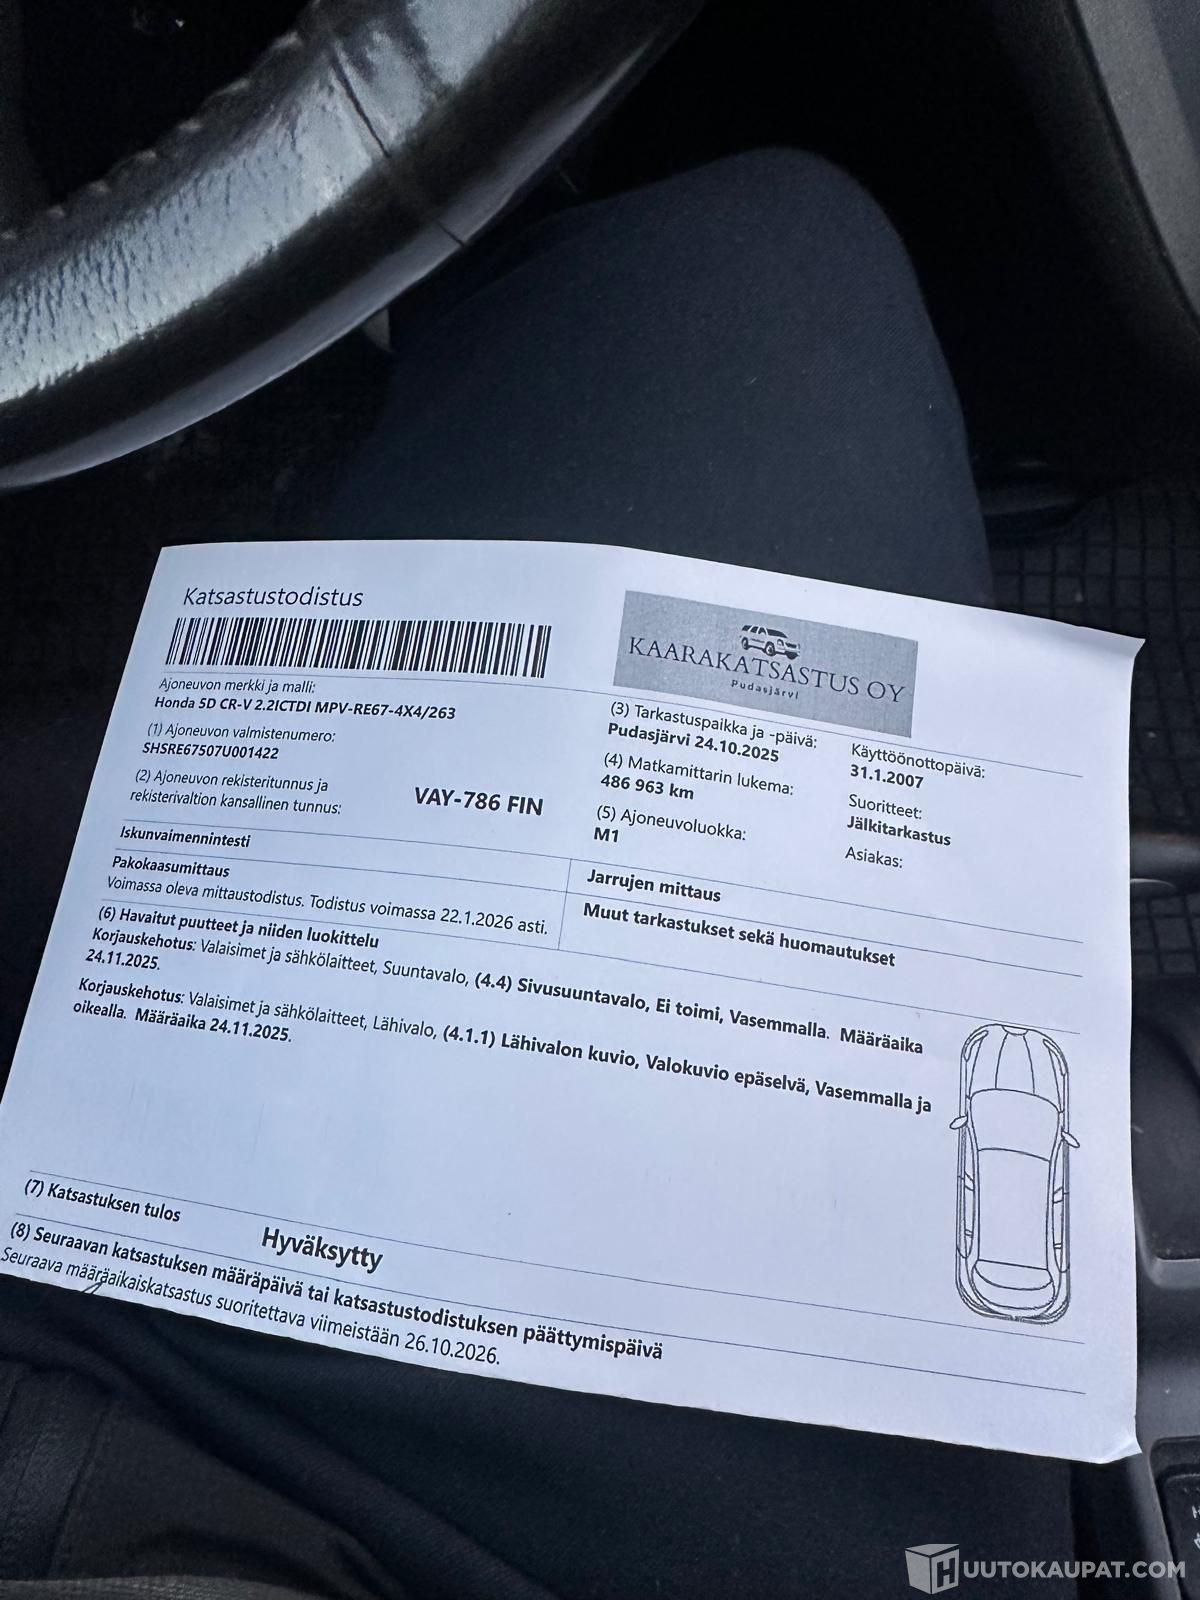 Katsastustodistus
KAARAKATSASTUS OY
Pudasjärvi
Ajoneuvon merkki ja malli:
Honda 5D CR-V 2.2ICTDI MPV-RE67-4X4/263
(1) Ajoneuvon valmistenumero:
SHSRE67507U001422
(2) Ajoneuvon rekisteritunnus ja
rekisterivaltion kansallinen tunnus:
VAY-786 FIN
(3) Tarkastuspaikka ja -päivä:
Pudasjärvi 24.10.2025
(4) Matkamittarin lukema:
486 963 km
(5) Ajoneuvoluokka:
M1
Käyttöönottopäivä:
31.1.2007
Suoritteet:
Jälkitarkastus
Asiakas:
Iskunvaimennintesti
Pakokaasumittaus
Voimassa oleva mittaustodistus. Todistus voimassa 22.1.2026 asti.
Jarrujen mittaus
Muut tarkastukset sekä huomautukset
(6) Havaitut puutteet ja niiden luokittelu
Korjauskehotus: Valaisimet ja sähkölaitteet, Suuntavalo, (4.4) Sivusuuntavalo, Ei toimi, Vasemmalla. Määräaika
24.11.2025.
Korjauskehotus: Valaisimet ja sähkölaitteet, Lähivalo, (4.1.1) Lähivalon kuvio, Valokuvio epäselvä, Vasemmalla ja
oikealla. Määräaika 24.11.2025.
(7) Katsastuksen tulos
Hyväksytty
(8) Seuraavan katsastuksen määräpäivä tai katsastustodistuksen päättymispäivä
Seuraava määräaikaiskatsastus suoritettava viimeistään 26.10.2026.
HUUTOKAUPAT.COM